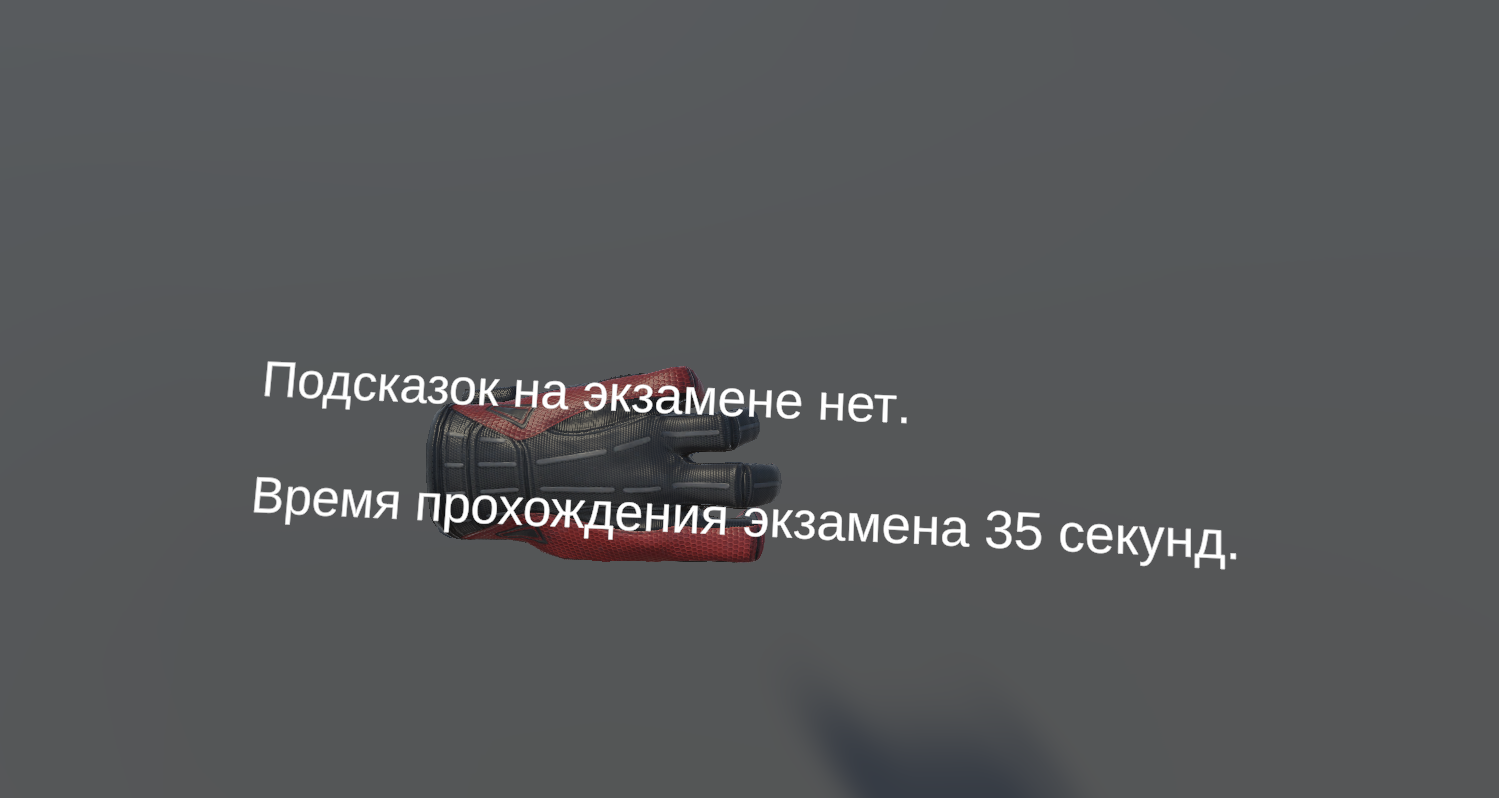 Подсказок на экзамене нет.
Время прохождения экзамена 35 секунд.